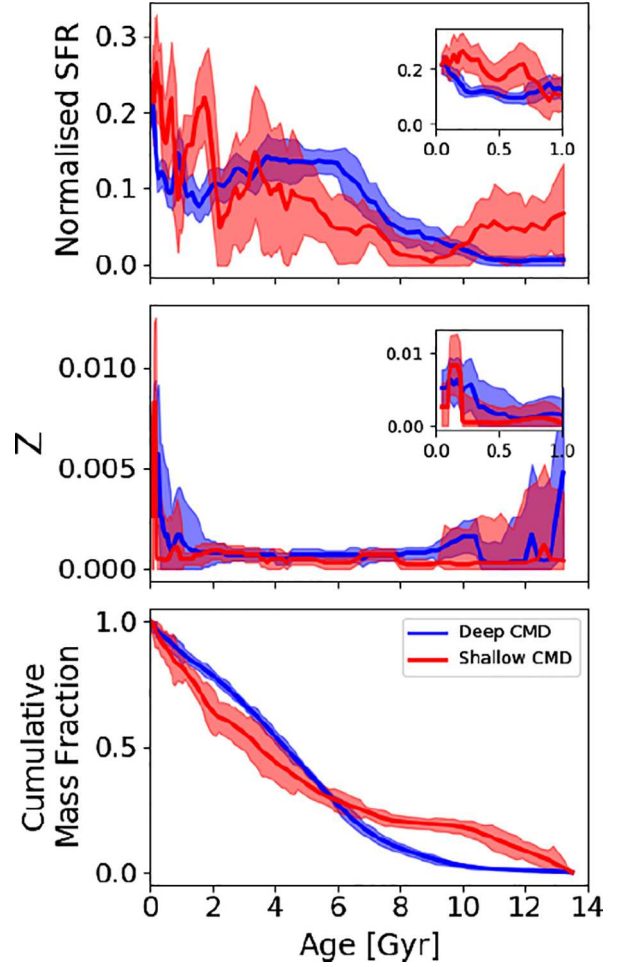 Normalised SFR
0.3
0.2
0.1
0.0
0.2
0.0
0.0
0.5
1.0
Z
0.010
0.005
0.000
0.01
0.00
0.0
0.5
1.0
Cumulative
Mass Fraction
1.0
0.5
0.0
Deep CMD
Shallow CMD
0 2 4 6 8 10 12 14
Age [Gyr]